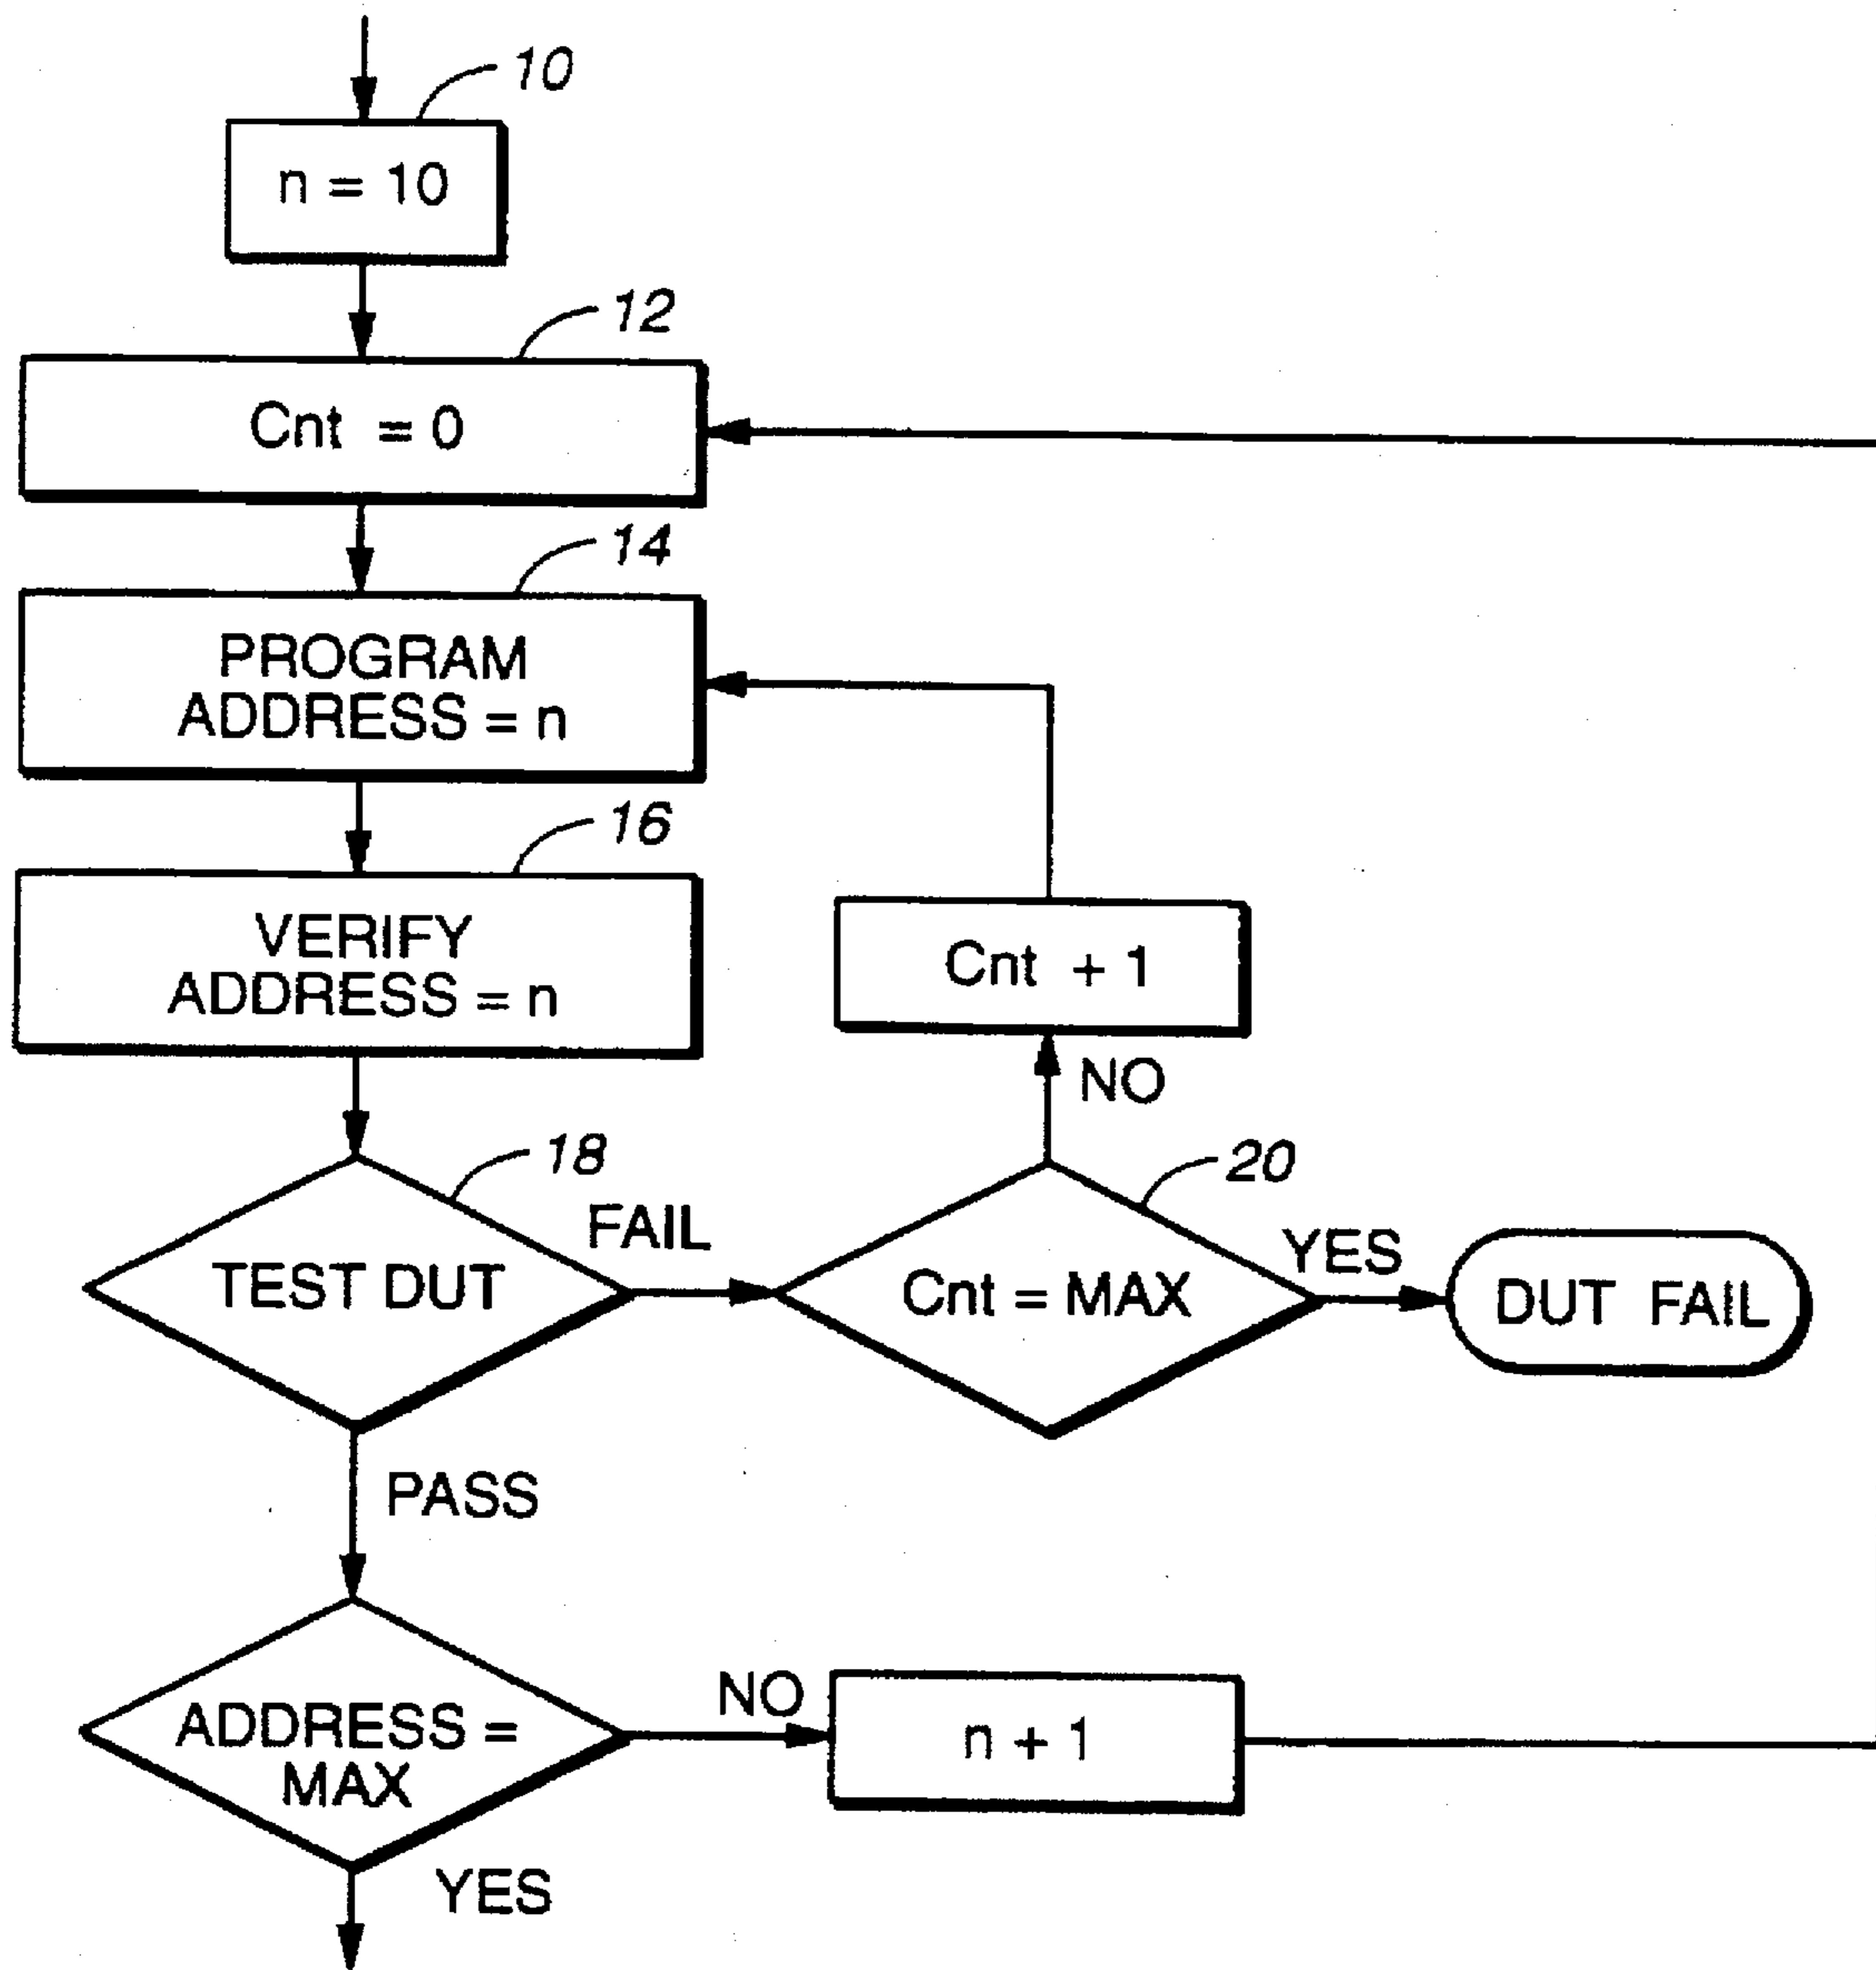 10
n = 10
12
Cnt = 0
14
PROGRAM
ADDRESS = n
16
VERIFY
ADDRESS = n
Cnt + 1
NO
18
FAIL
TEST DUT
20
Cnt = MAX
YES
DUT FAIL
PASS
ADDRESS =
MAX
NO
n + 1
YES